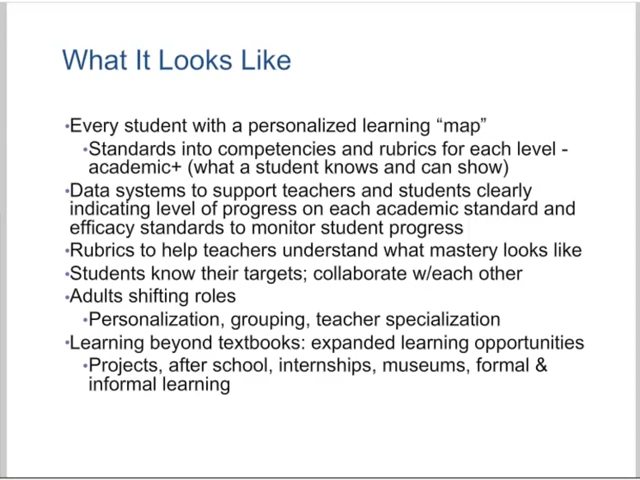 What It Looks Like
•Every student with a personalized learning “map”
•Standards into competencies and rubrics for each level -
academic+ (what a student knows and can show)
•Data systems to support teachers and students clearly
indicating level of progress on each academic standard and
efficacy standards to monitor student progress
•Rubrics to help teachers understand what mastery looks like
•Students know their targets; collaborate w/each other
•Adults shifting roles
•Personalization, grouping, teacher specialization
•Learning beyond textbooks: expanded learning opportunities
•Projects, after school, internships, museums, formal &
informal learning